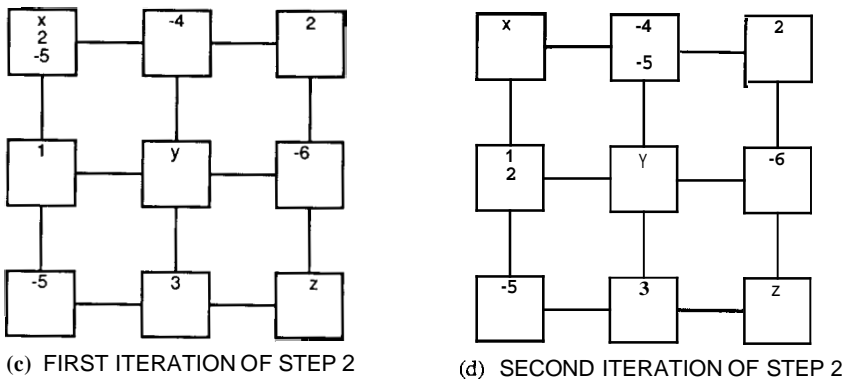 x -4 2
2
-5
1 y -6
-5 3 z
(c) FIRST ITERATION OF STEP 2
x -4 2
-5
1 Y -6
2
-5 3 z
(d) SECOND ITERATION OF STEP 2